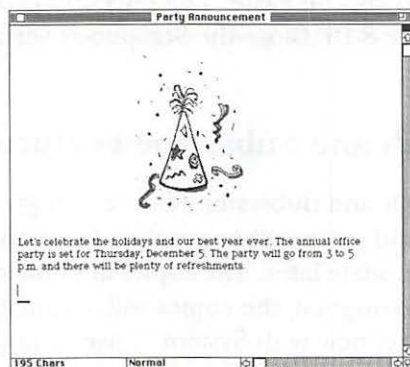 Party Announcement
Let's celebrate the holidays and our best year ever. The annual office
party is set for Thursday, December 5. The party will go from 3 to 5
p.m. and there will be plenty of refreshments.
195 Chars Normal